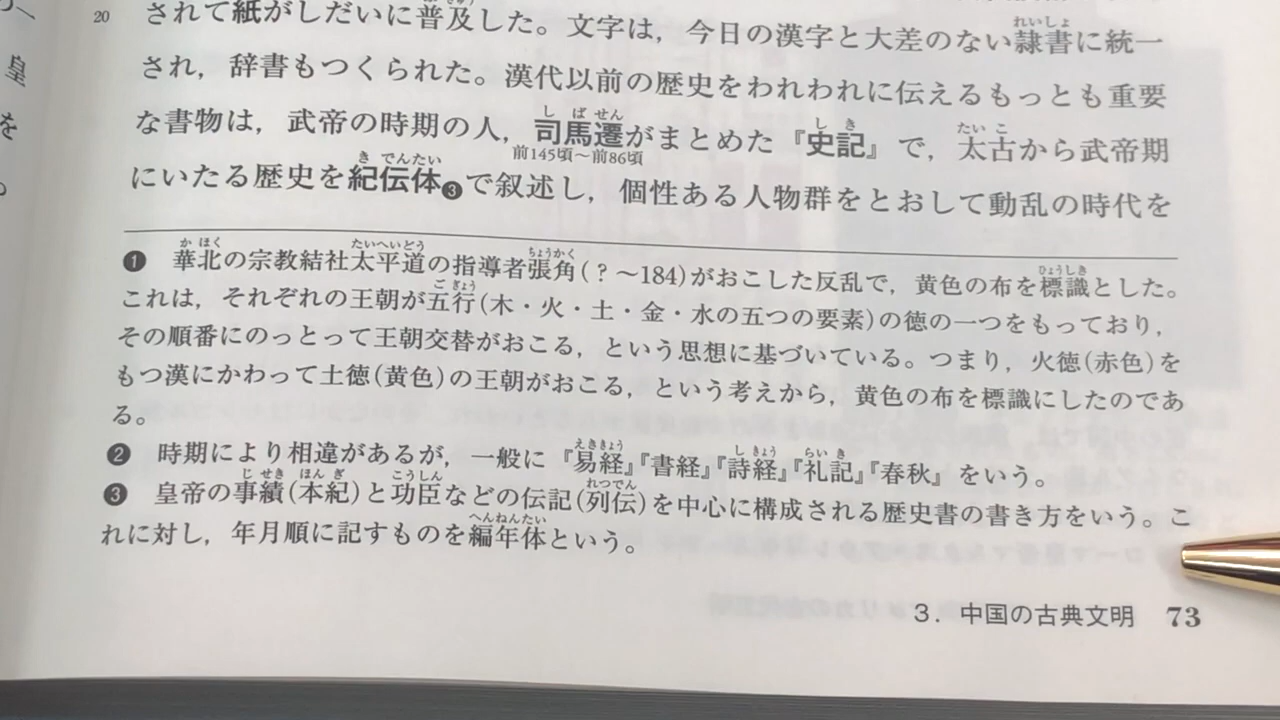 20 されて紙がしだいに普及した。文字は，今日の漢字と大差のない隷書に統一
され，辞書もつくられた。漢代以前の歴史をわれわれに伝えるもっとも重要
な書物は，武帝の時期の人，司馬遷がまとめた『史記』で，太古から武帝期
前145頃～前86頃
にいたる歴史を紀伝体❸で叙述し，個性ある人物群をとおして動乱の時代を
❶ 華北の宗教結社太平道の指導者張角(？～184)がおこした反乱で，黄色の布を標識とした。
これは，それぞれの王朝が五行(木・火・土・金・水の五つの要素)の徳の一つをもっており，
その順番にのっとって王朝交替がおこる，という思想に基づいている。つまり，火徳(赤色)を
もつ漢にかわって土徳(黄色)の王朝がおこる，という考えから，黄色の布を標識にしたのであ
る。
❷ 時期により相違があるが，一般に『易経』『書経』『詩経』『礼記』『春秋』をいう。
❸ 皇帝の事績(本紀)と功臣などの伝記(列伝)を中心に構成される歴史書の書き方をいう。こ
れに対し，年月順に記すものを編年体という。
3．中国の古典文明 73